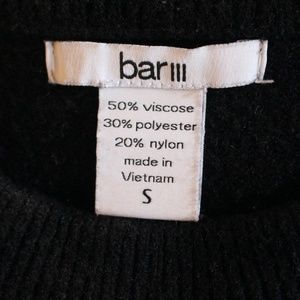 bar III
50% viscose
30% polyester
20% nylon
made in
Vietnam
S